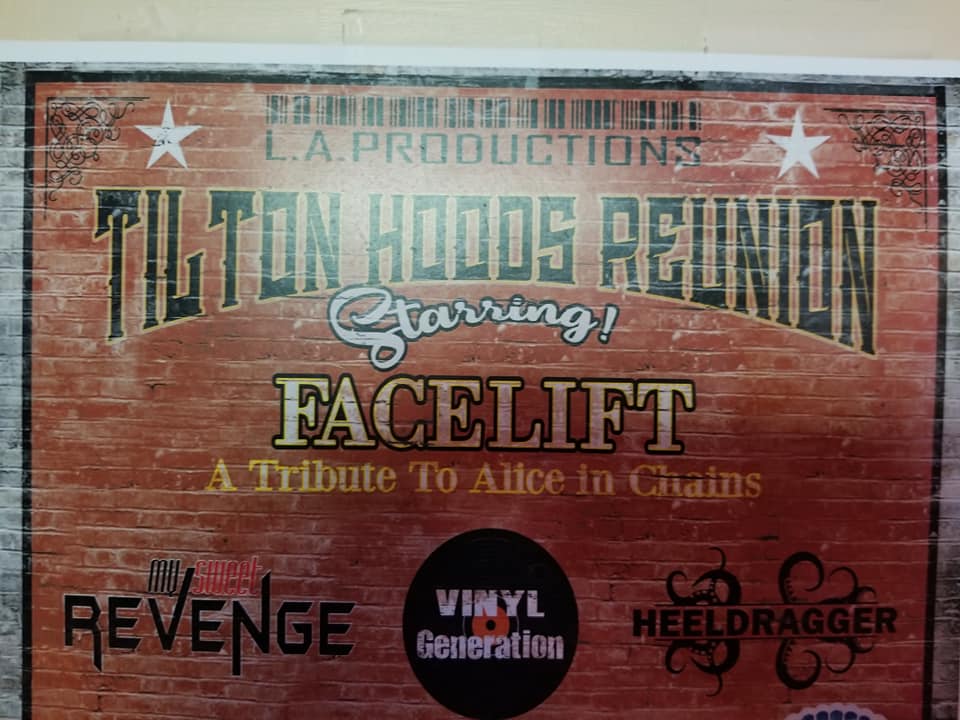 L.A.PRODUCTIONS
TILTON HOODS REUNION
Starring!
FACELIFT
A Tribute To Alice in Chains
my sweet
REVENGE
VINYL
Generation
HEELDRAGGER